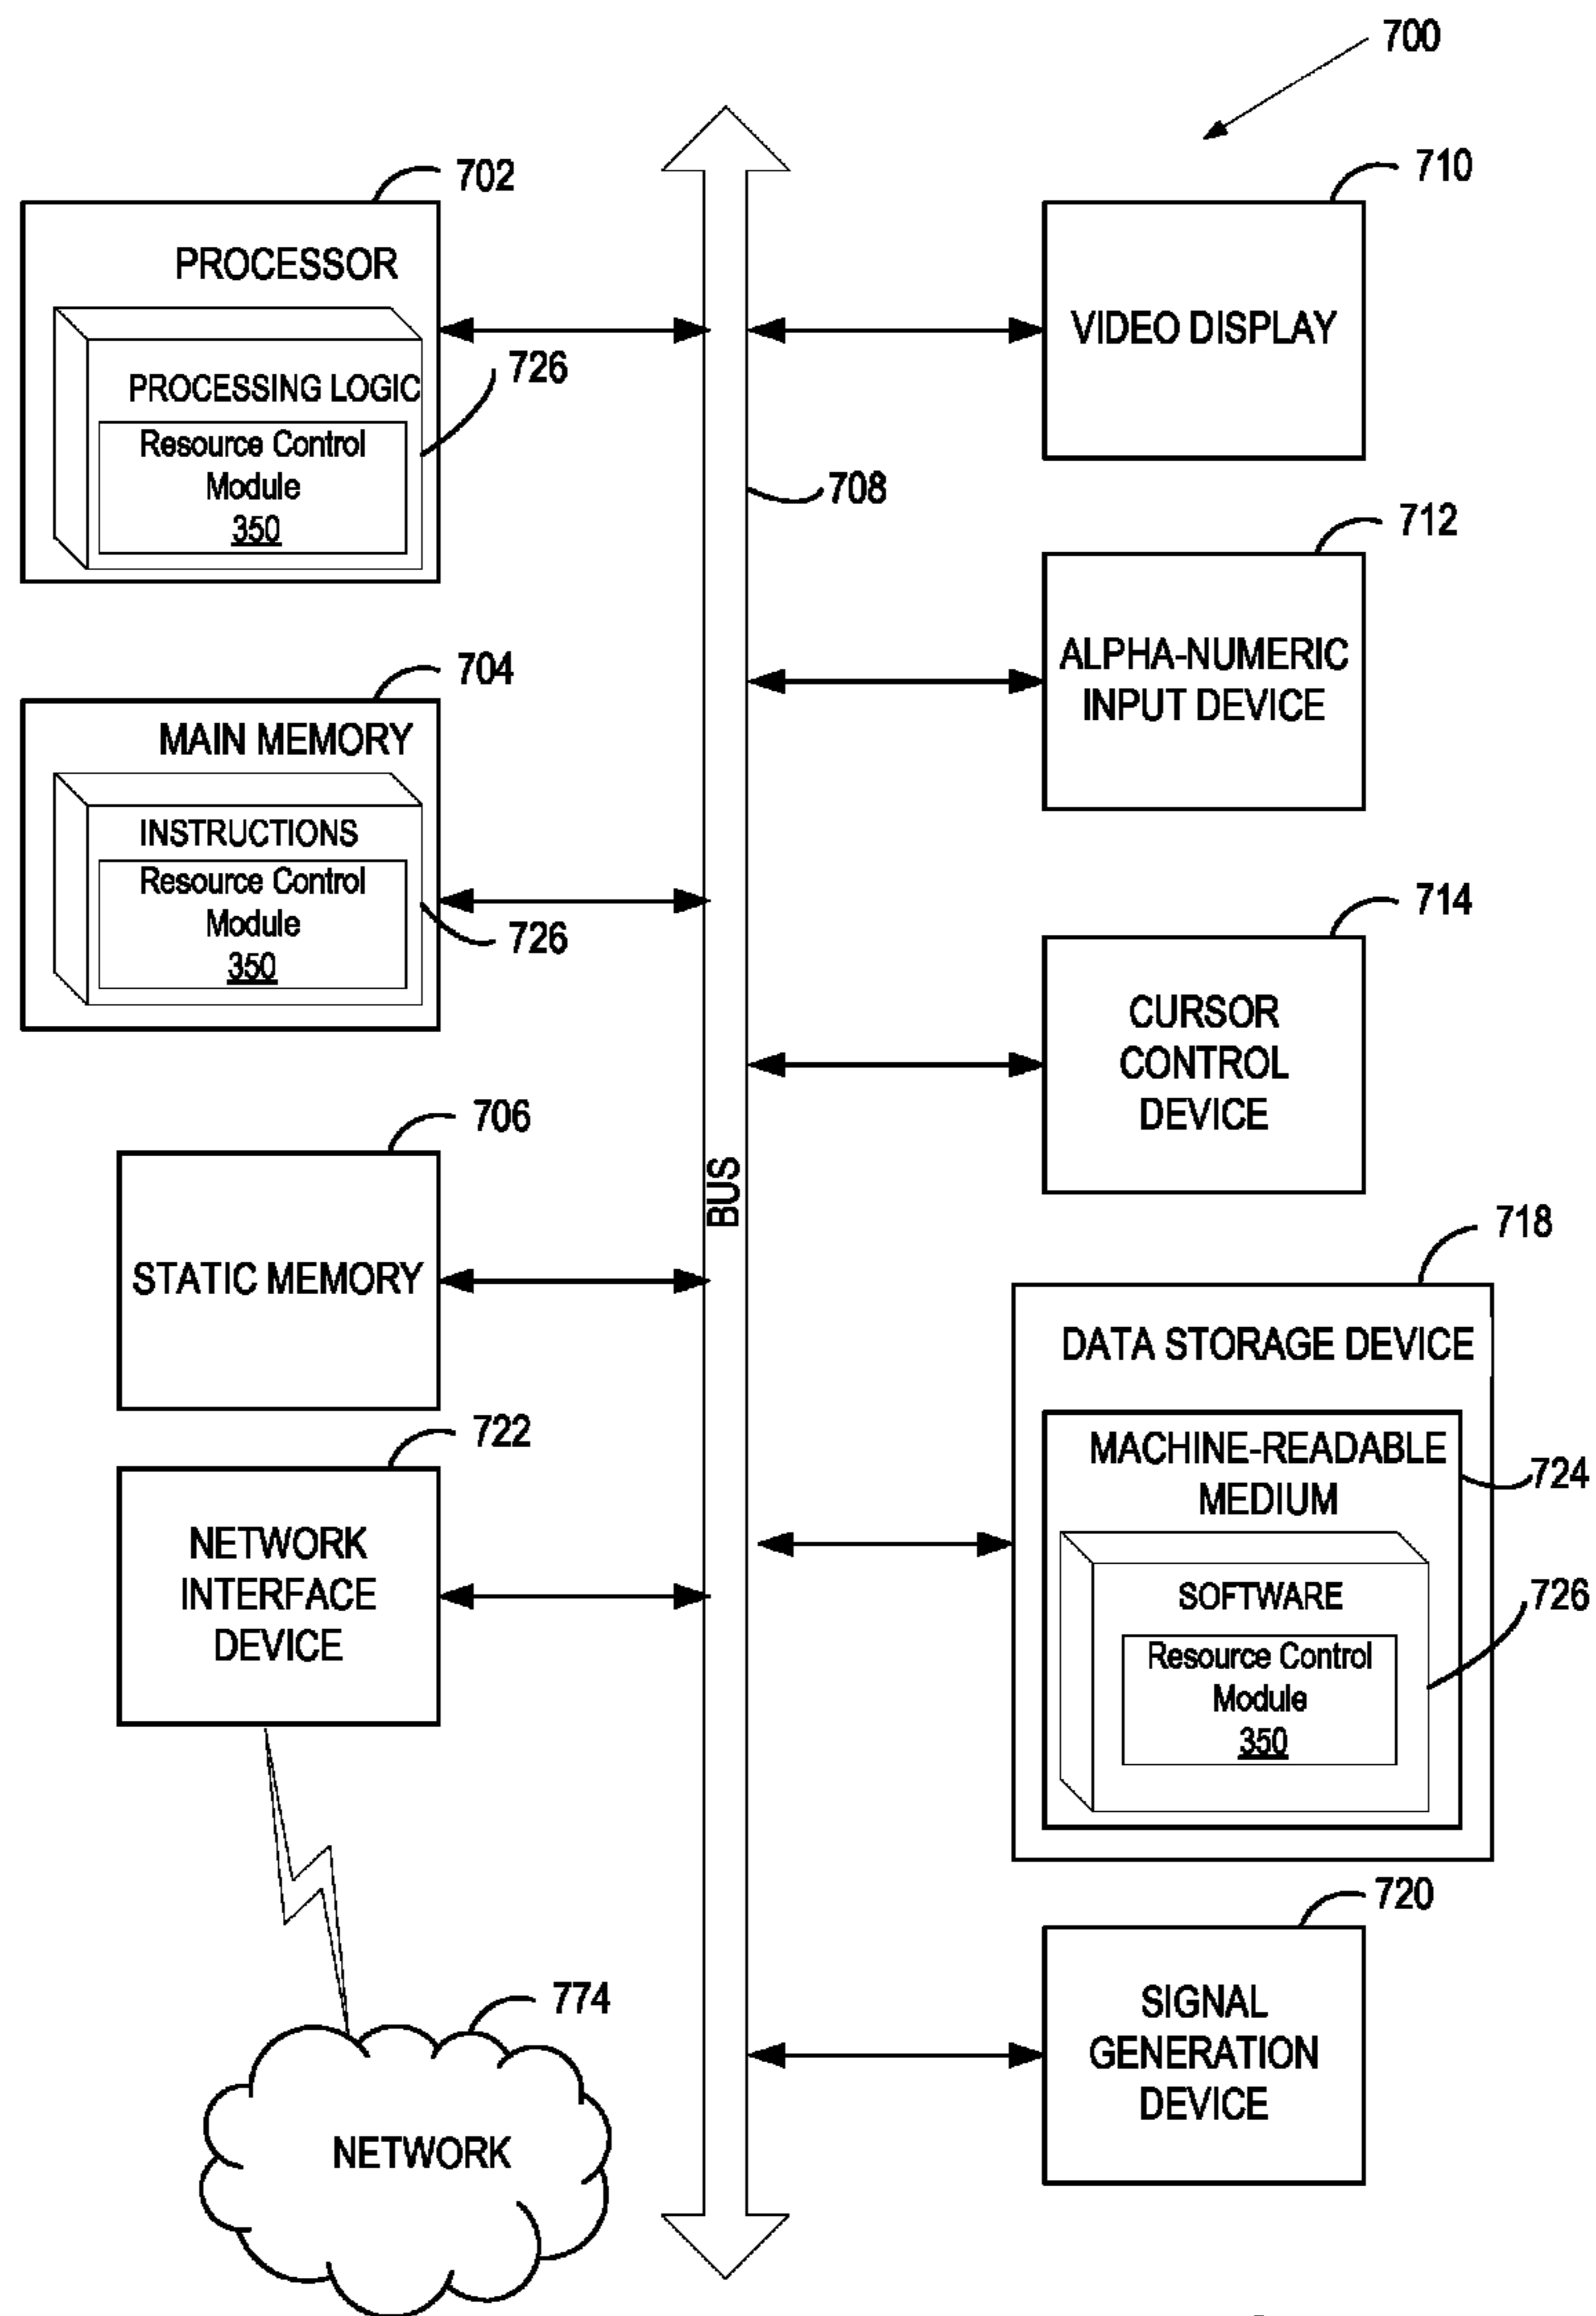 700
702
PROCESSOR
PROCESSING LOGIC
726
Resource Control
Module
350
704
MAIN MEMORY
INSTRUCTIONS
Resource Control
Module
350
726
706
STATIC MEMORY
722
NETWORK
INTERFACE
DEVICE
774
NETWORK
BUS
708
710
VIDEO DISPLAY
712
ALPHA-NUMERIC
INPUT DEVICE
714
CURSOR
CONTROL
DEVICE
718
DATA STORAGE DEVICE
MACHINE-READABLE
MEDIUM
724
SOFTWARE
726
Resource Control
Module
350
720
SIGNAL
GENERATION
DEVICE